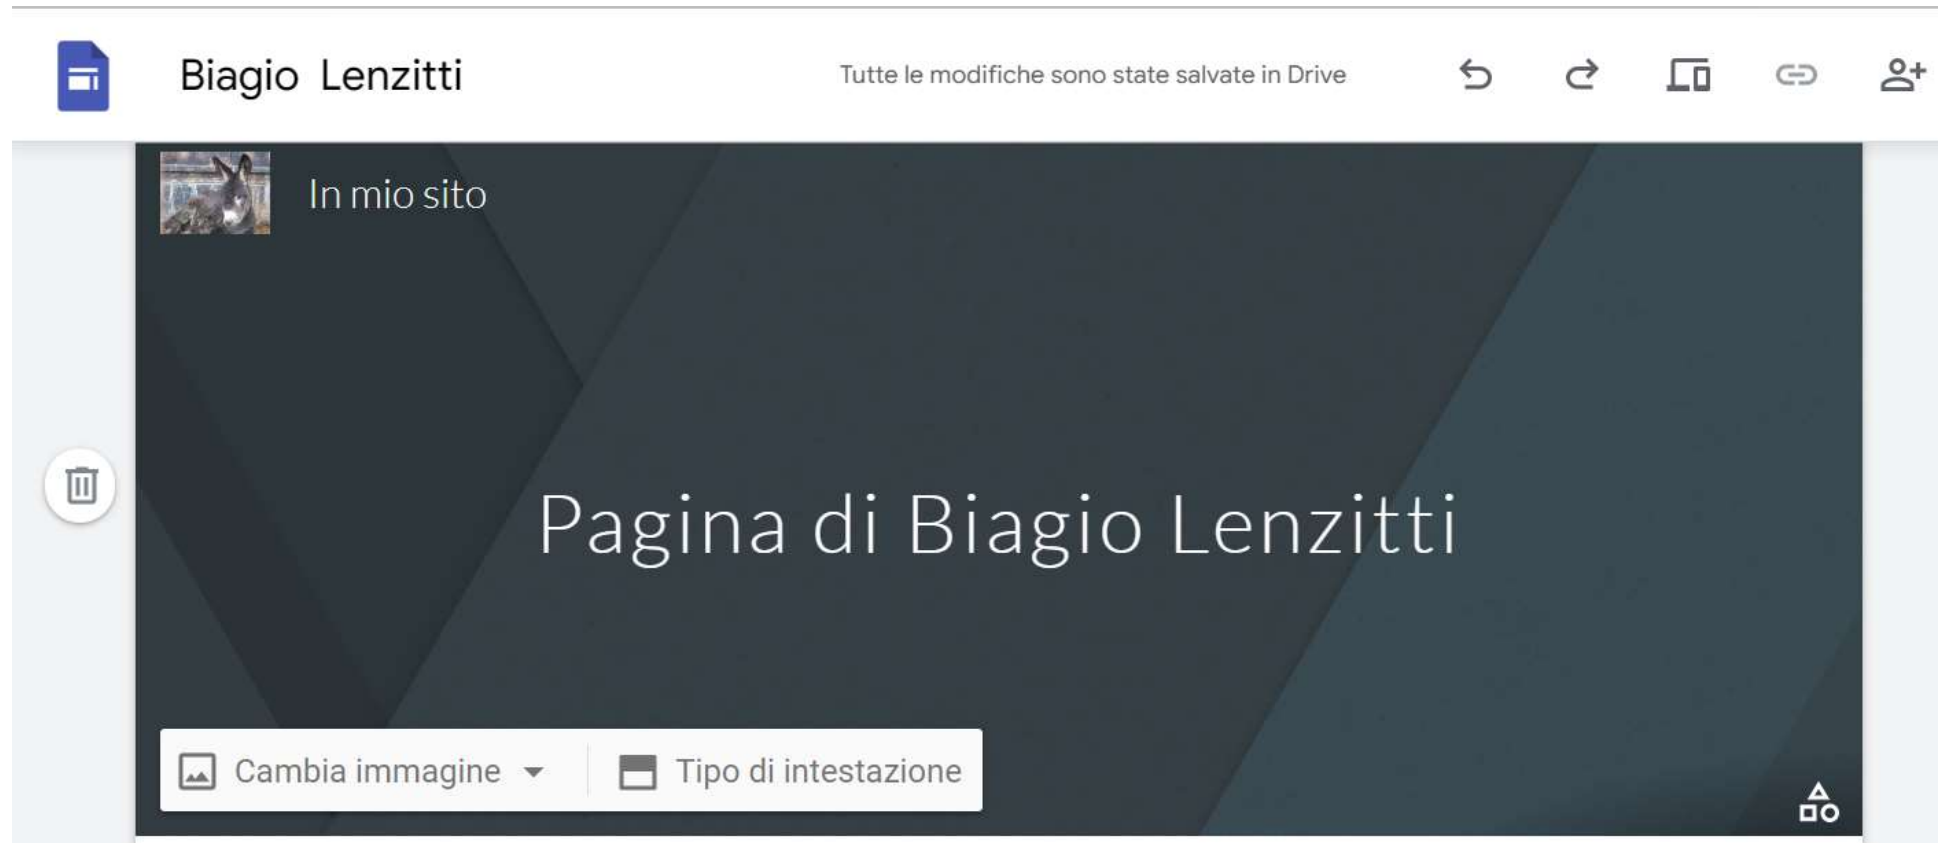 Biagio Lenzitti
Tutte le modifiche sono state salvate in Drive
In mio sito
Pagina di Biagio Lenzitti
Cambia immagine
Tipo di intestazione